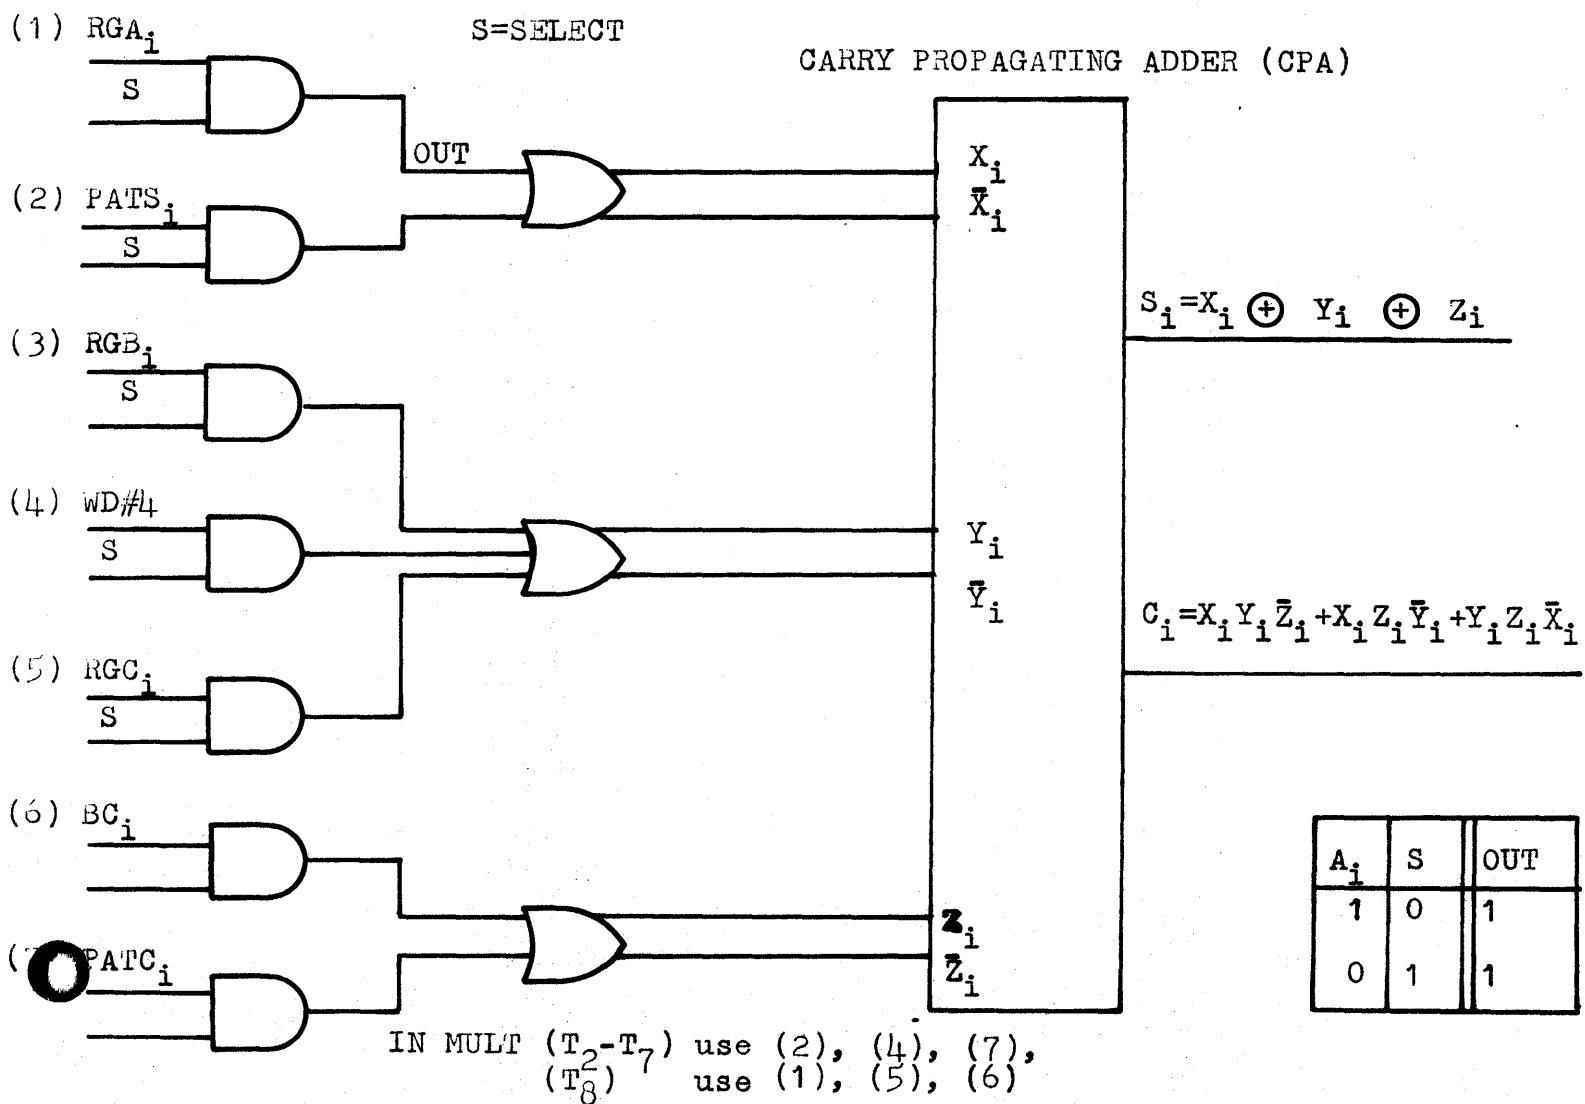 (1) RGAi
S=SELECT
CARRY PROPAGATING ADDER (CPA)
S
OUT
Xi
X̄i
(2) PATSi
S
Si=Xi ⊕ Yi ⊕ Zi
(3) RGBi
S
(4) WD#4
S
Yi
Ȳi
Ci=XiYiZ̄i+XiZiȲi+YiZiX̄i
(5) RGCi
S
(6) BCi
Ai S OUT
1 0 1
0 1 1
Zi
Z̄i
PATCi
IN MULT (T2-T7) use (2), (4), (7),
(T8) use (1), (5), (6)